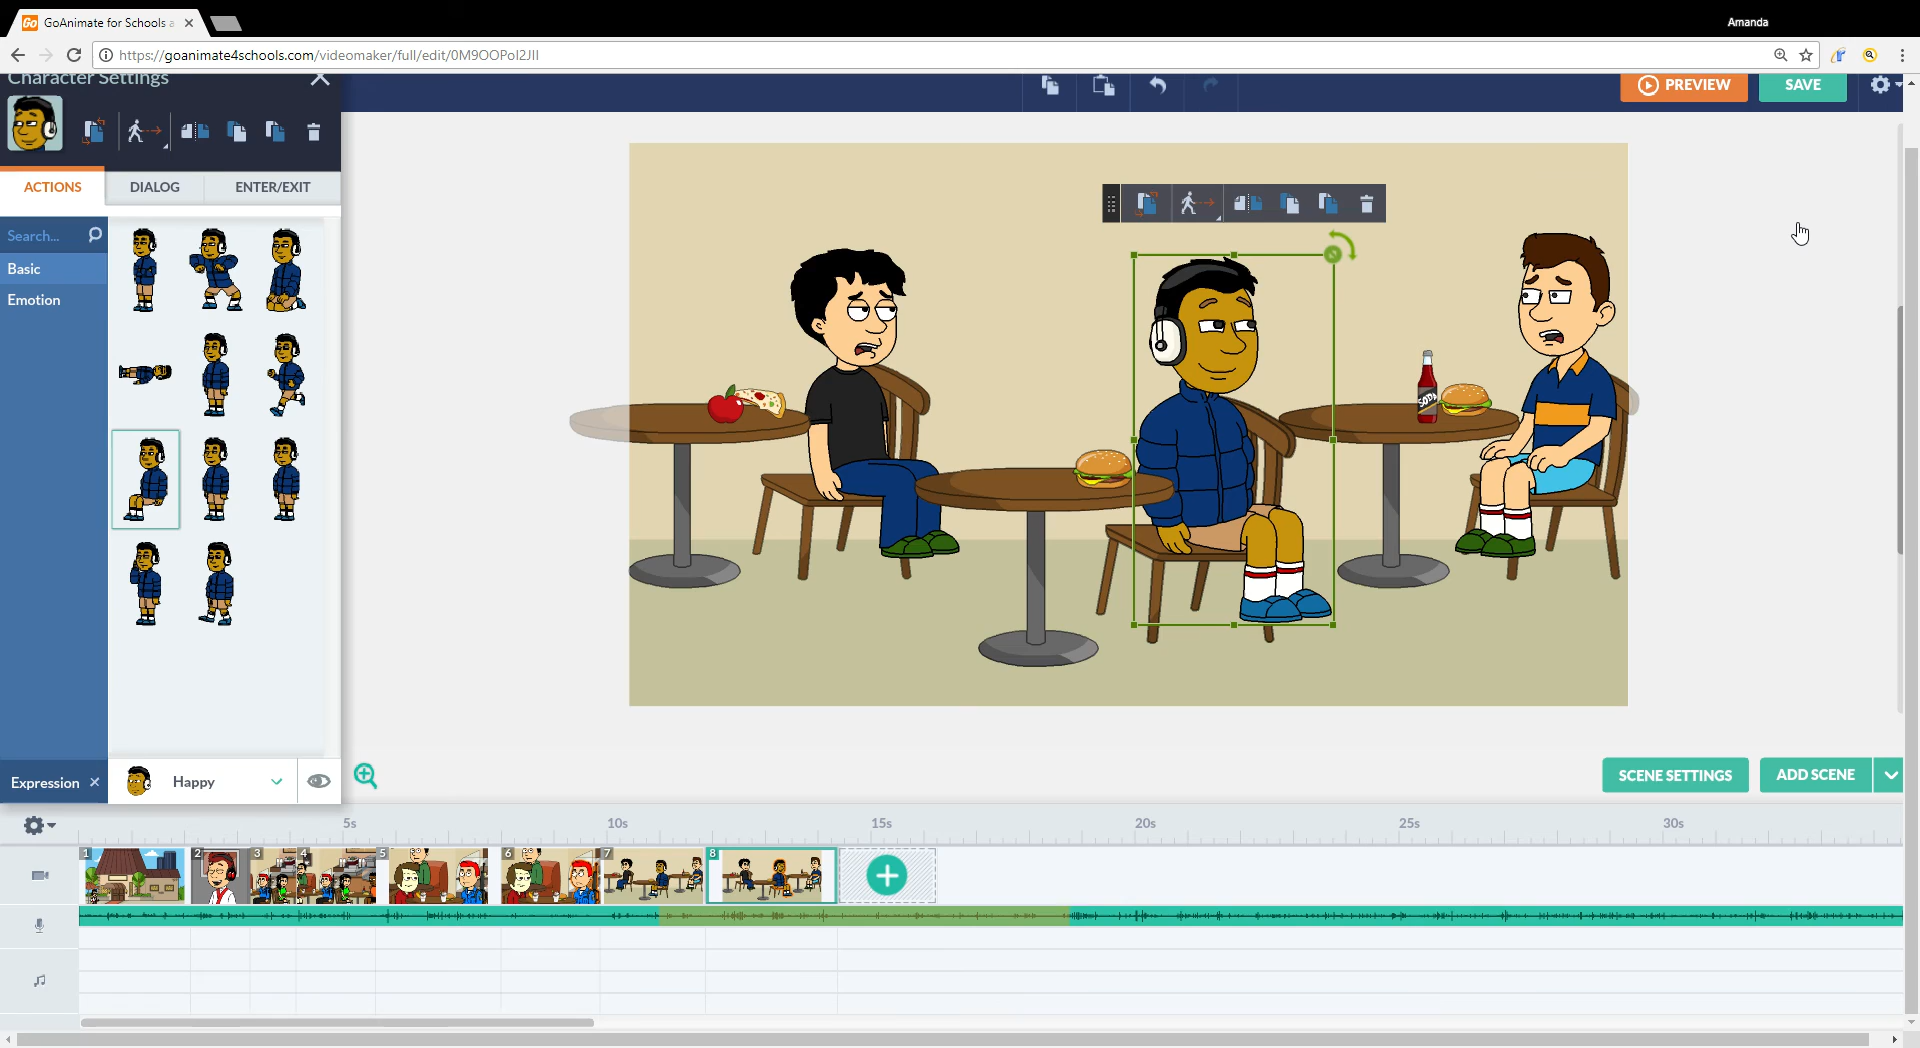 GoAnimate for Schools a
Amanda
https://goanimate4schools.com/videomaker/full/edit/0M9OOPoI2JII
Character Settings
PREVIEW
SAVE
ACTIONS
DIALOG
ENTER/EXIT
Search...
Basic
Emotion
SODA
Expression
Happy
SCENE SETTINGS
ADD SCENE
5s
10s
15s
20s
25s
30s
1
2
3
4
5
6
7
8